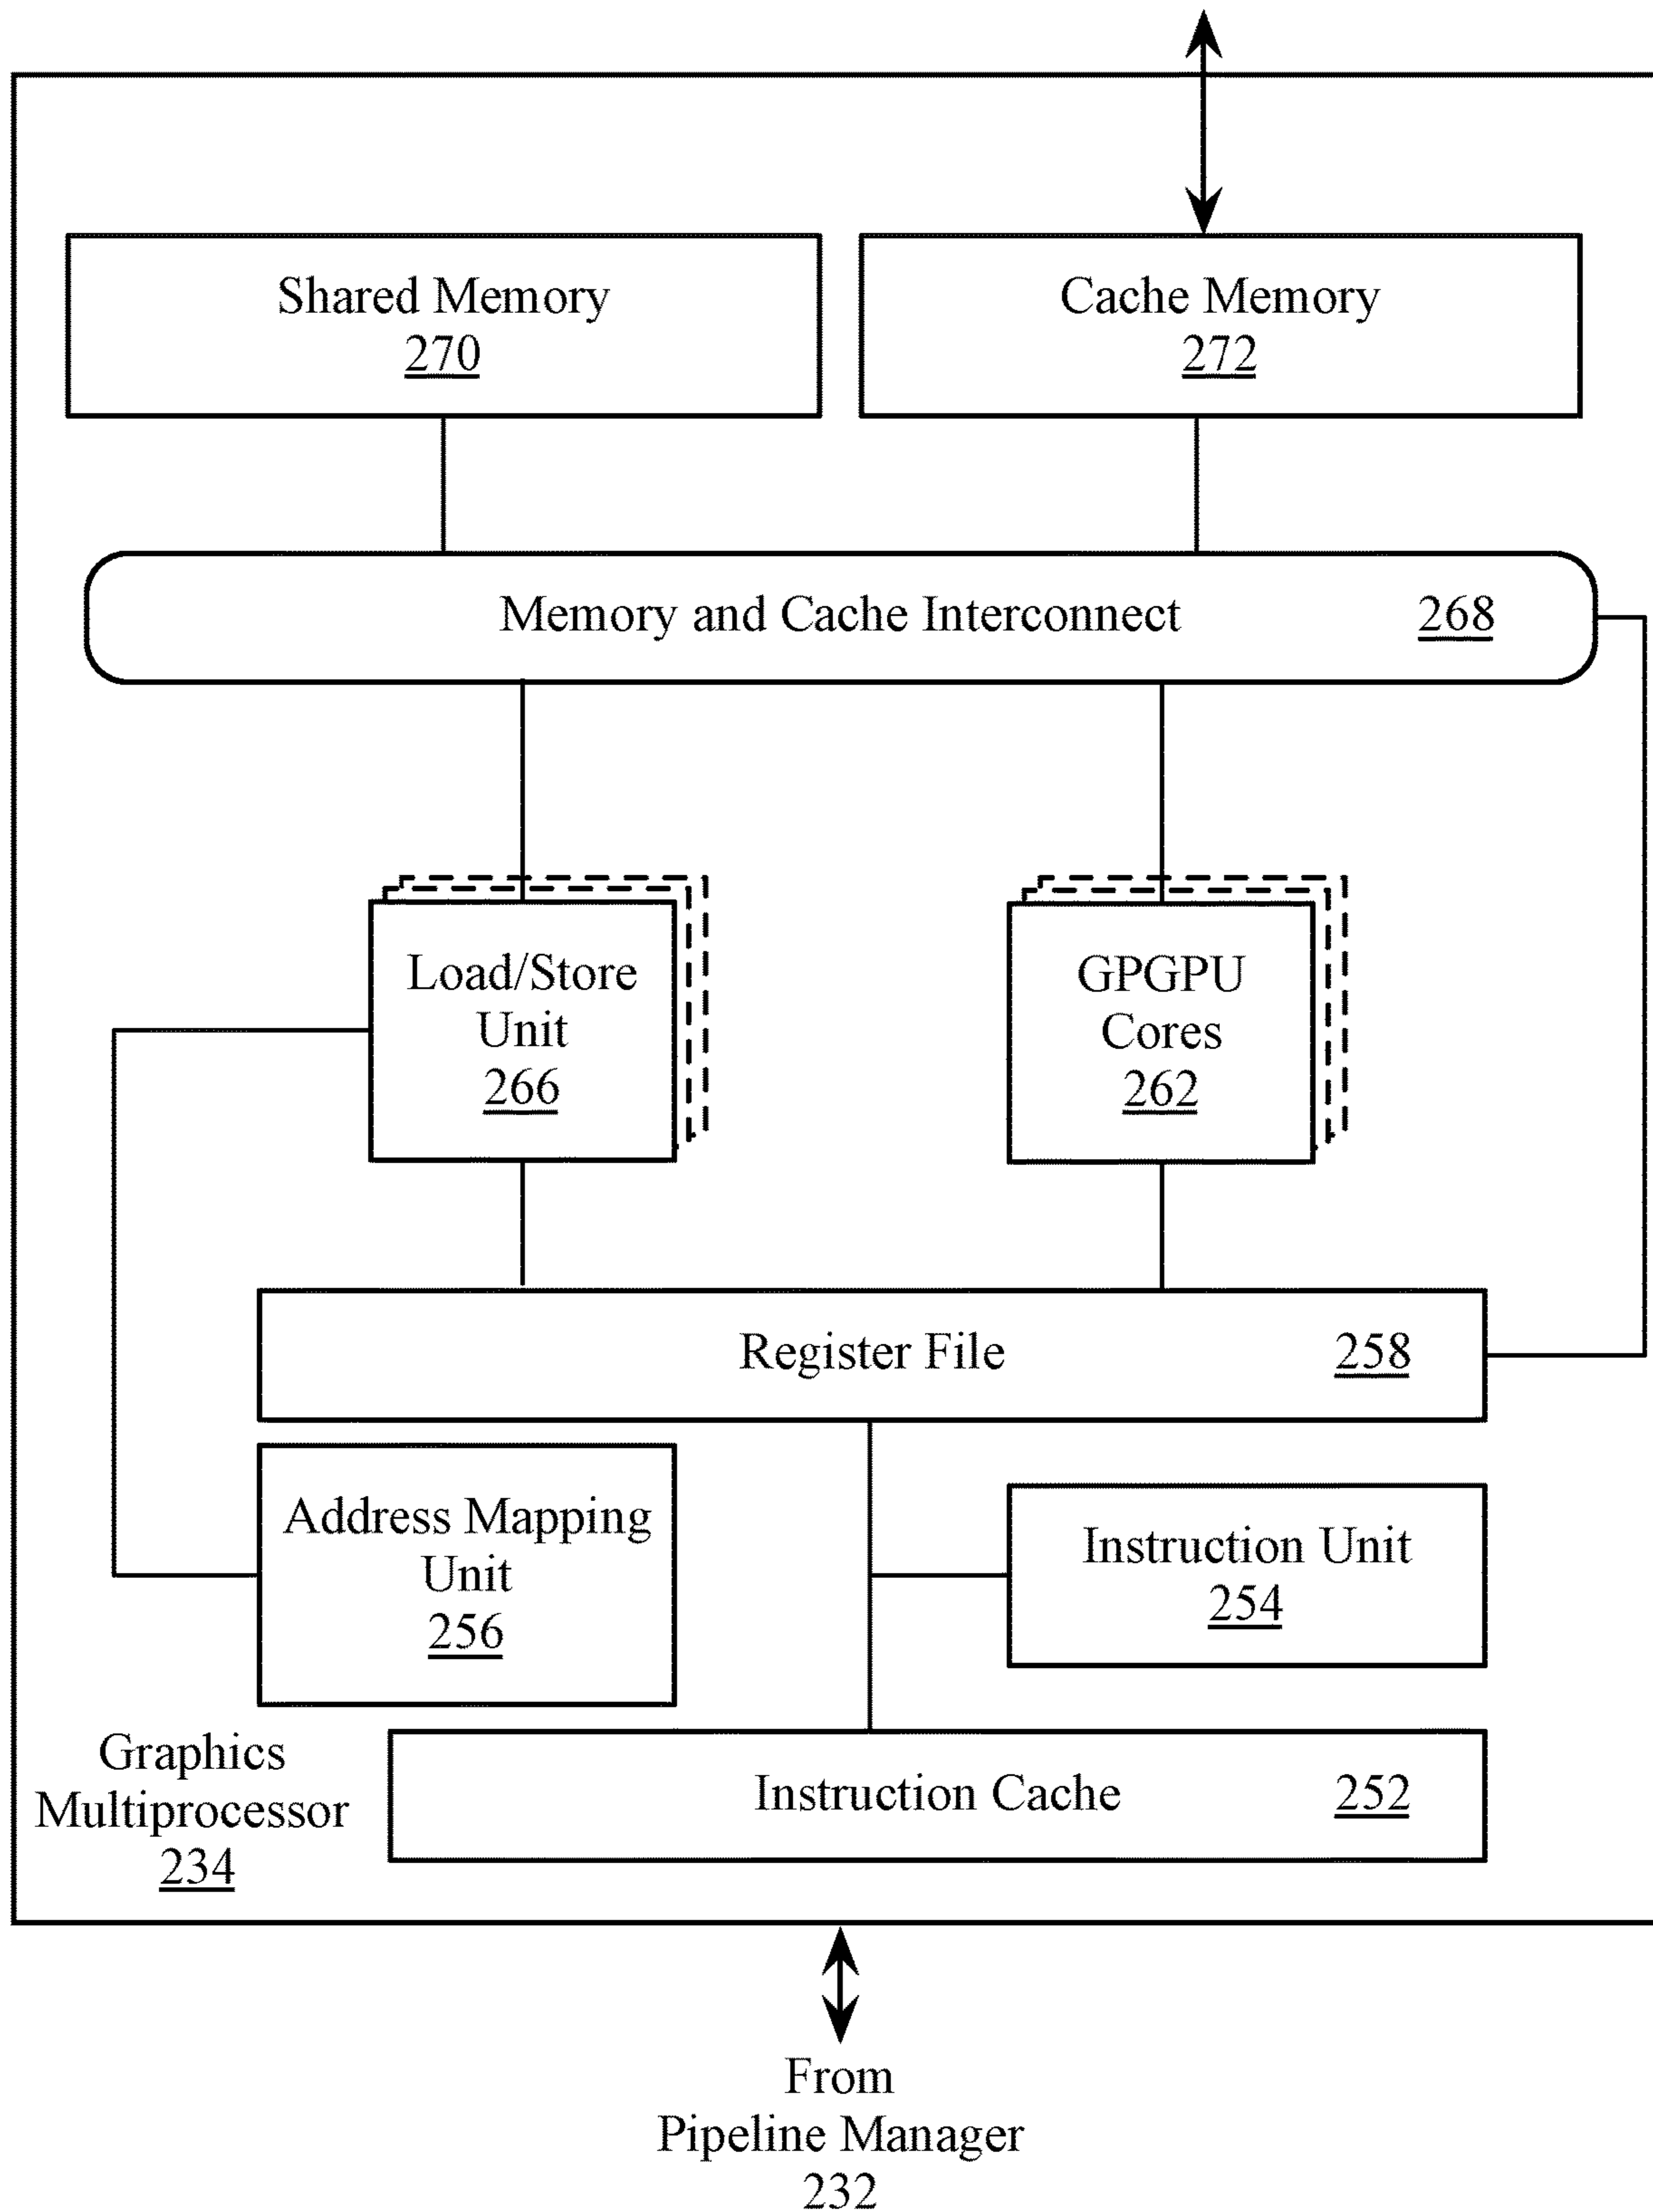 Shared Memory
270
Cache Memory
272
Memory and Cache Interconnect 268
Load/Store
Unit
266
GPGPU
Cores
262
Register File 258
Address Mapping
Unit
256
Instruction Unit
254
Graphics
Multiprocessor
234
Instruction Cache 252
From
Pipeline Manager
232